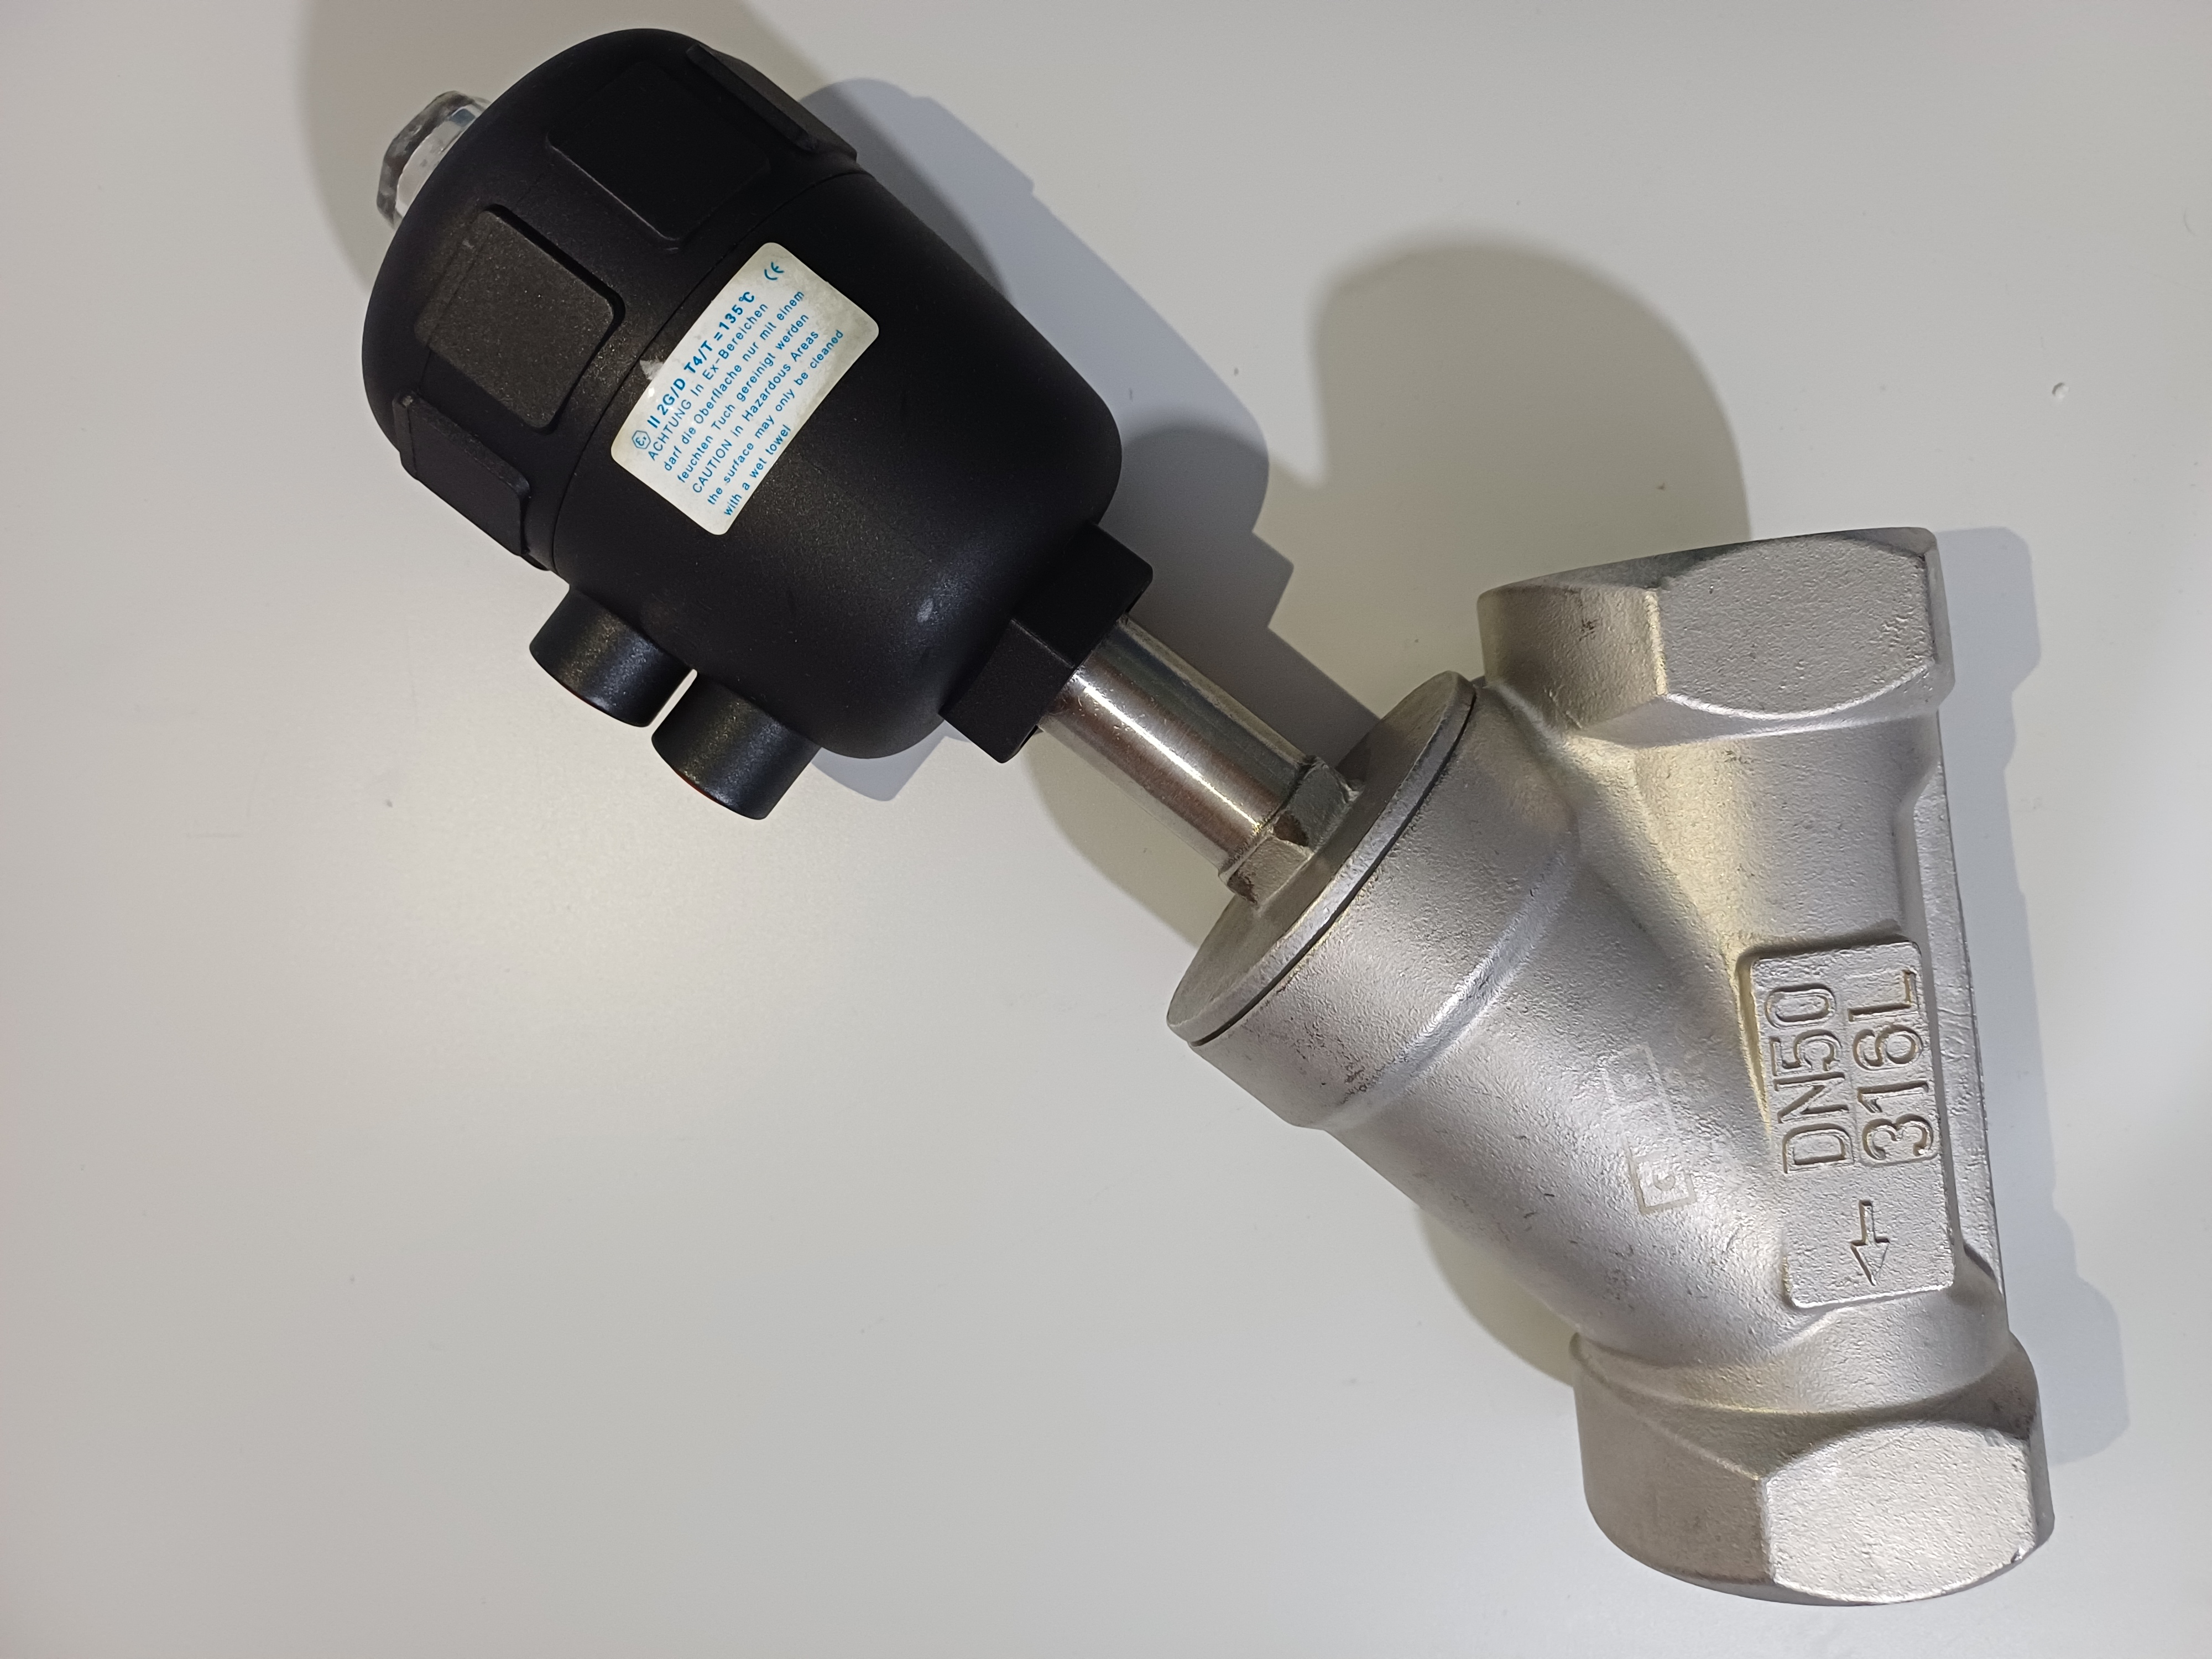 II 2G/D T4/T=135℃
ACHTUNG in Ex-Bereichen
darf die Oberflache nur mit einem
feuchten Tuch gereinigt werden
CAUTION in Hazardous Areas
the surface may only be cleaned
with a wet towel
CE
DN50
316L